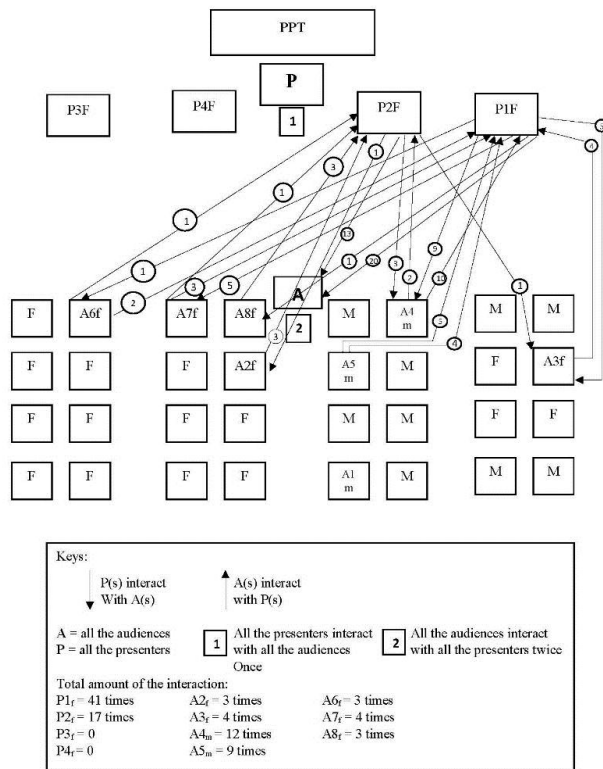 PPT
P
P3F
P4F
P2F
P1F
1
3
4
1
3
1
1
13
1
20
3
2
9
10
1
1
3
5
2
A
F
A6f
A7f
A8f
M
A4
m
M
M
2
3
5
4
F
F
F
A2f
A5
m
M
F
A3f
F
F
F
F
M
M
F
F
F
F
F
F
A1
m
M
M
M
Keys:
P(s) interact
With A(s)
A(s) interact
with P(s)
A = all the audiences
P = all the presenters
1
All the presenters interact
with all the audiences
Once
2
All the audiences interact
with all the presenters twice
Total amount of the interaction:
P1f = 41 times
A2f = 3 times
A6f = 3 times
P2f = 17 times
A3f = 4 times
A7f = 4 times
P3f = 0
A4m = 12 times
A8f = 3 times
P4f = 0
A5m = 9 times